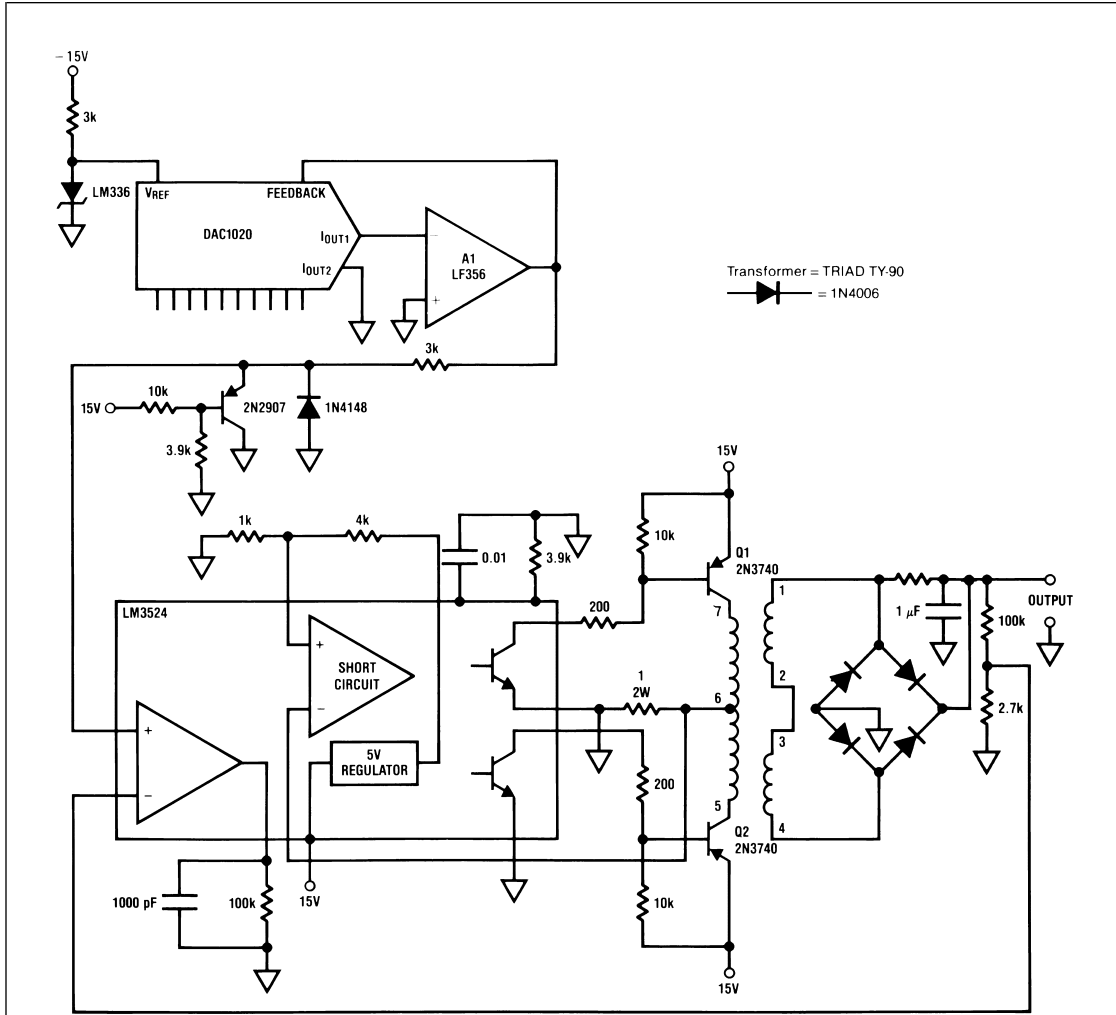 – 15V
3k
LM336
VREF
FEEDBACK
DAC1020
IOUT1
IOUT2
–
A1
LF356
+
Transformer = TRIAD TY-90
= 1N4006
3k
10k
15V
2N2907
1N4148
3.9k
15V
1k
4k
0.01
3.9k
10k
Q1
2N3740
LM3524
200
7
1
1 µF
100k
OUTPUT
+
SHORT
CIRCUIT
–
1
2W
6
2
2.7k
3
+
–
5V
REGULATOR
200
5
4
Q2
2N3740
1000 pF
100k
15V
10k
15V